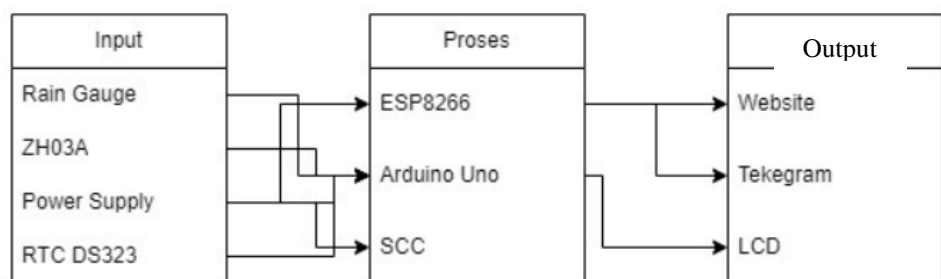 Input
Rain Gauge
ZH03A
Power Supply
RTC DS323
Proses
ESP8266
Arduino Uno
SCC
Output
Website
Tekegram
LCD